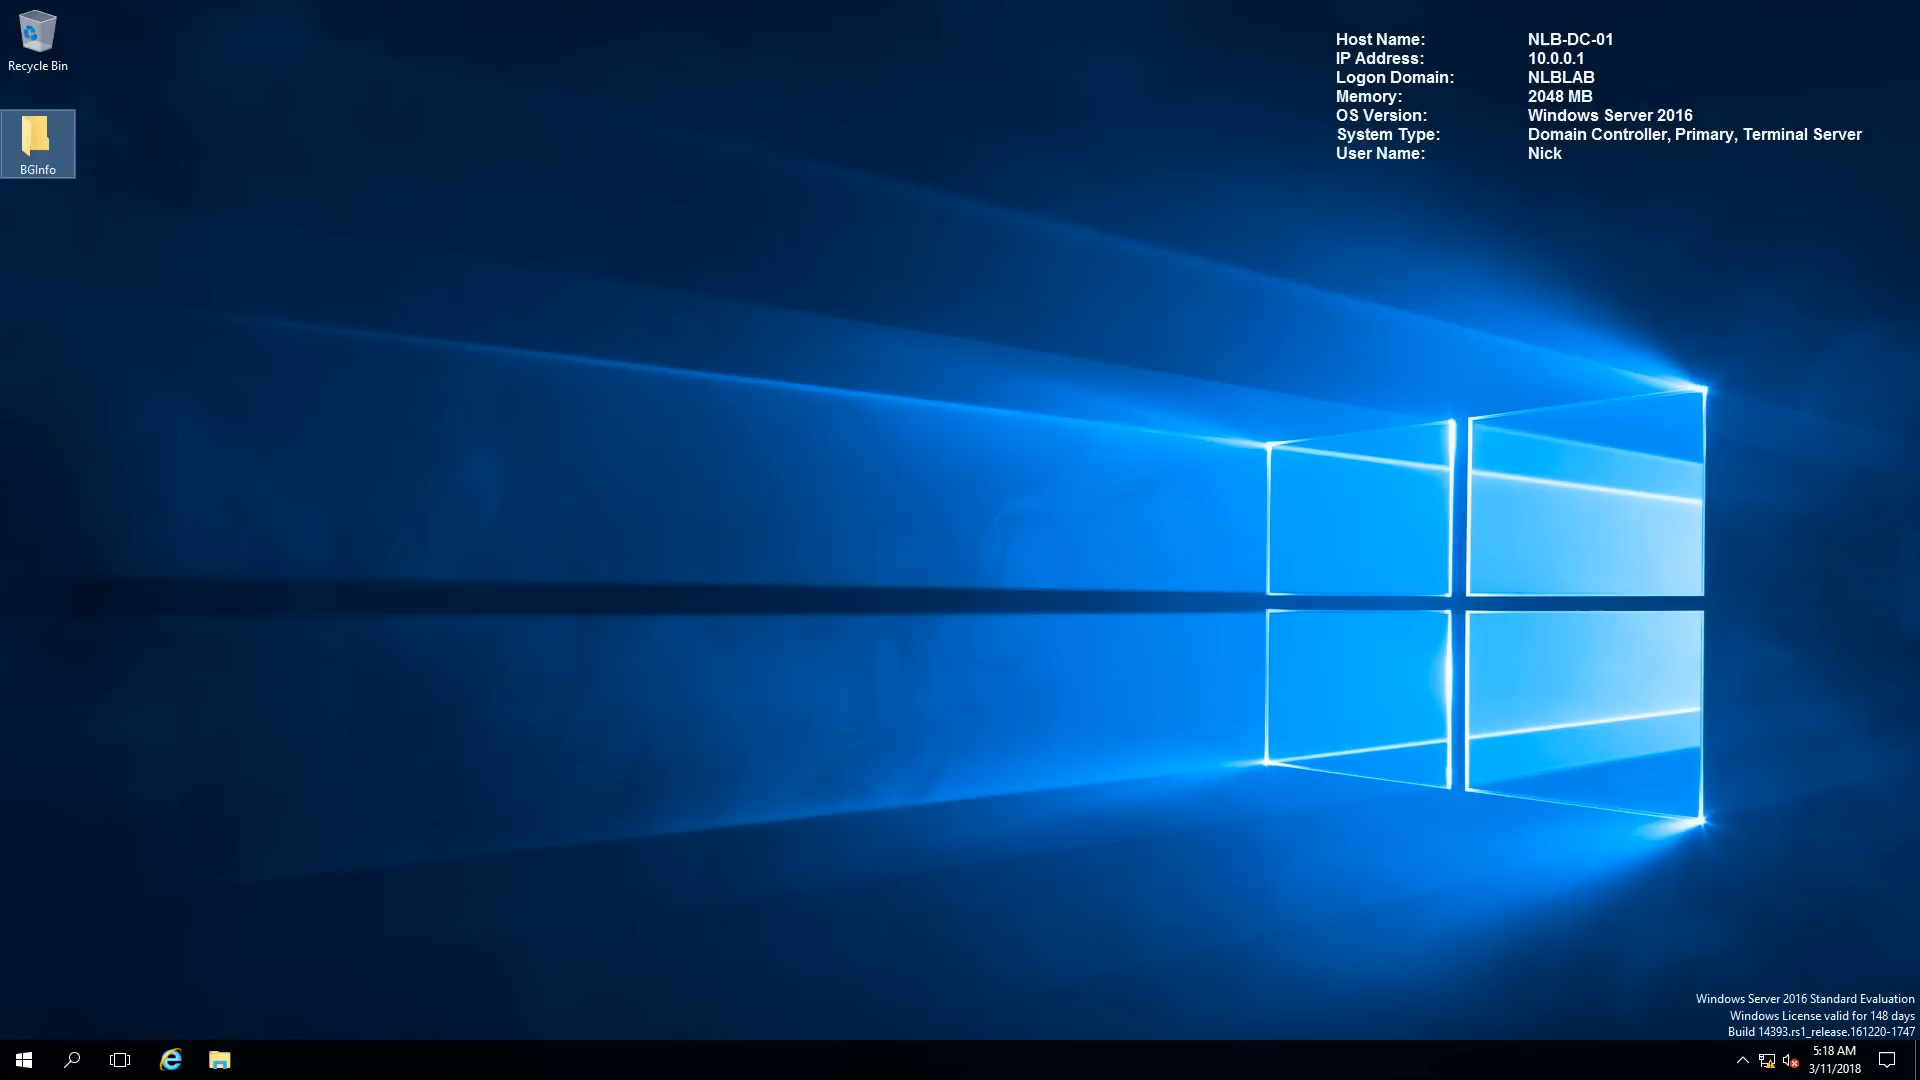 Recycle Bin
BGInfo
Host Name: NLB-DC-01
IP Address: 10.0.0.1
Logon Domain: NLBLAB
Memory: 2048 MB
OS Version: Windows Server 2016
System Type: Domain Controller, Primary, Terminal Server
User Name: Nick
Windows Server 2016 Standard Evaluation
Windows License valid for 148 days
Build 14393.rs1_release.161220-1747
5:18 AM
3/11/2018